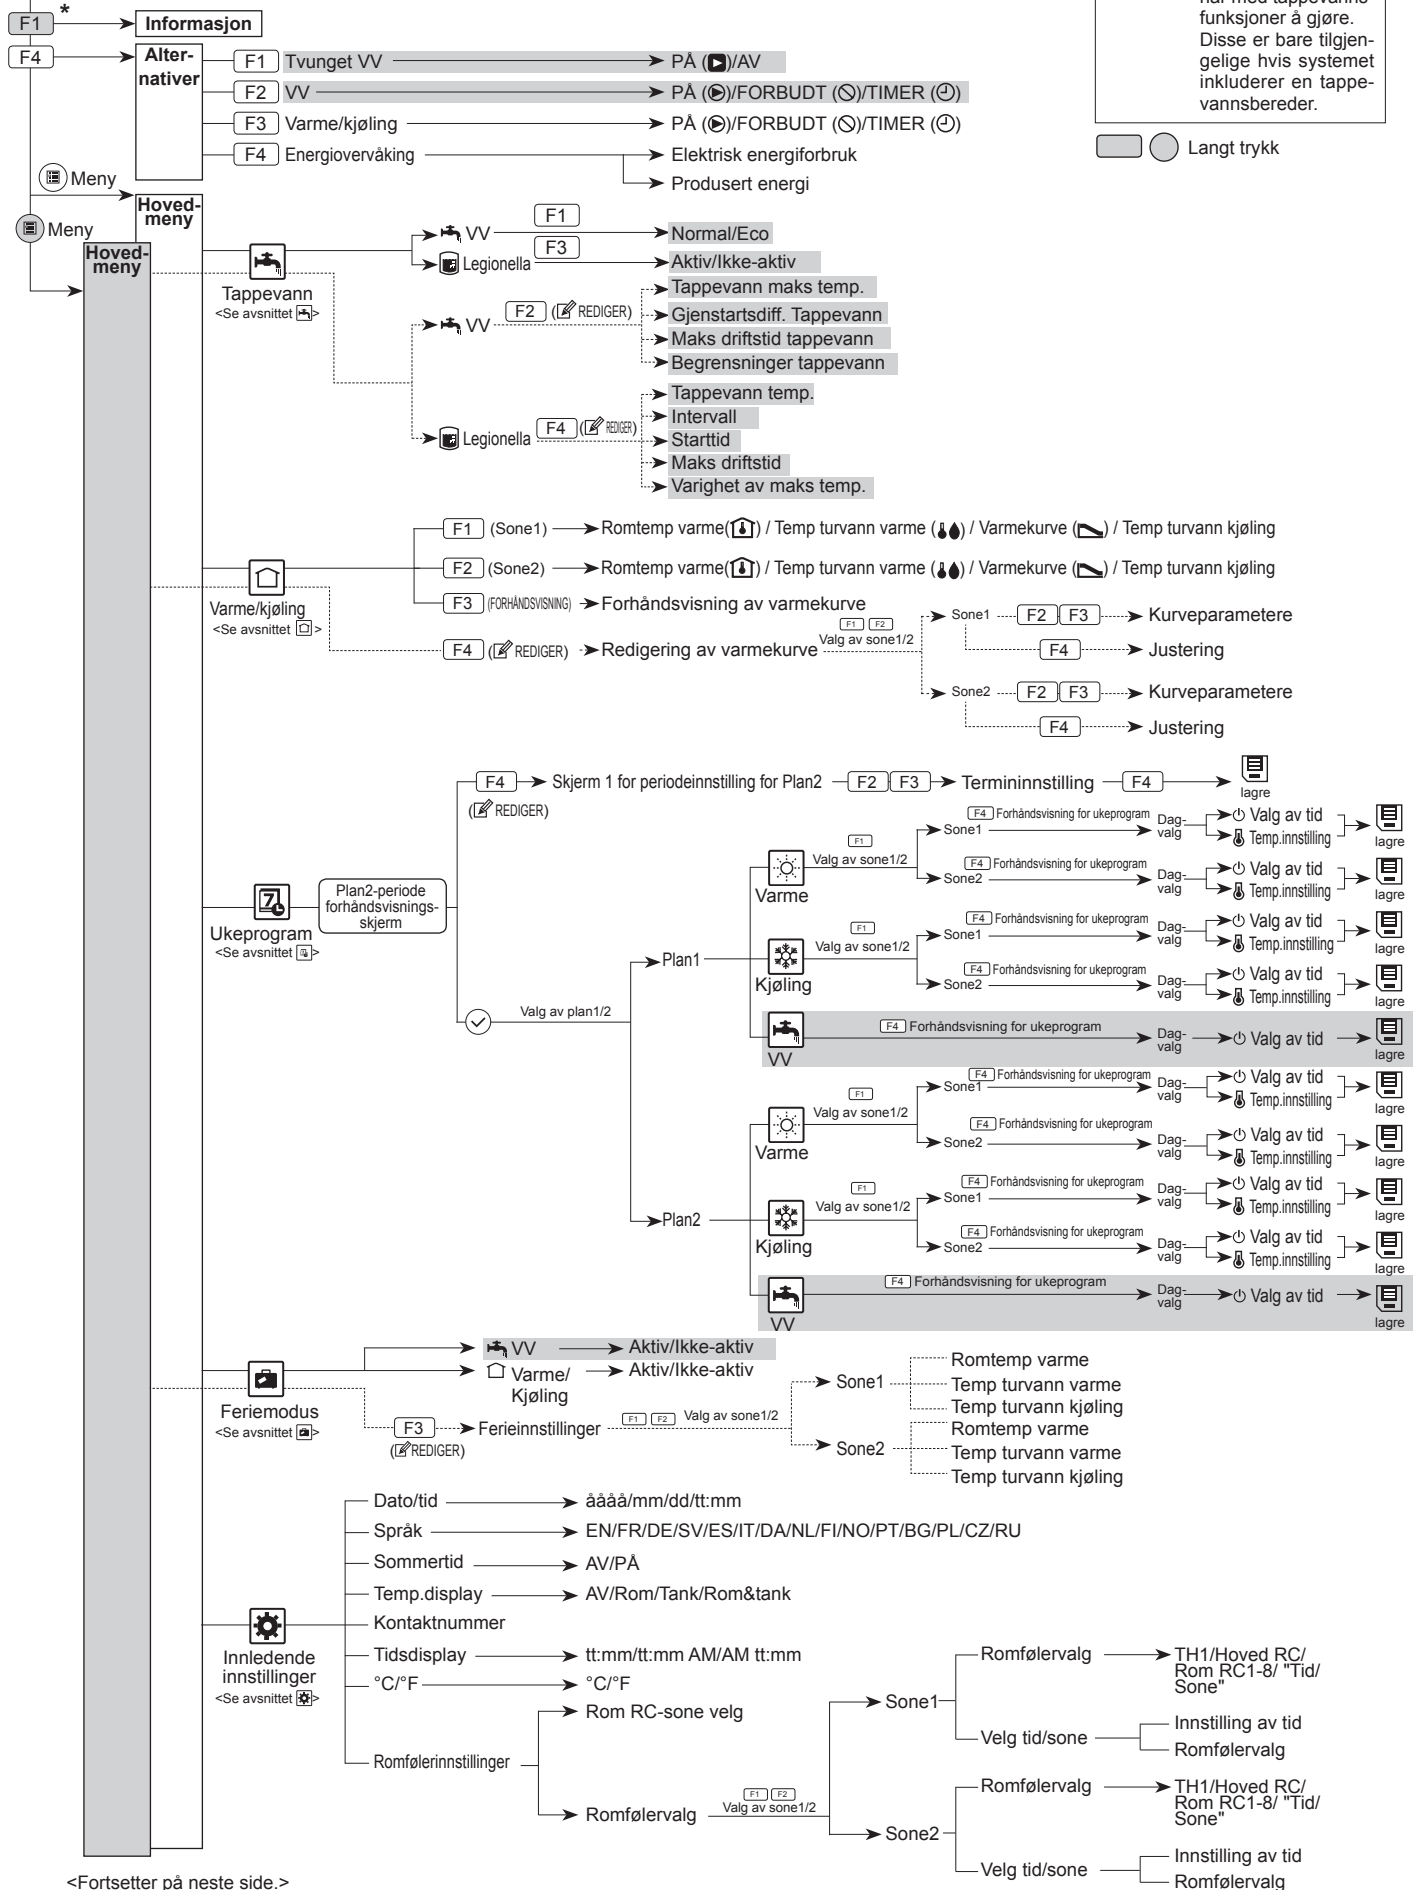 når med tappevanns-
funksjoner å gjøre.
Disse er bare tilgjen-
gelige hvis systemet
inkluderer en tappe-
vannsbereder.
Langt trykk
F1 * Informasjon
F4 Alter-
nativer
F1 Tvunget VV PÅ ( )/AV
F2 VV PÅ ( )/FORBUDT ( )/TIMER ( )
F3 Varme/kjøling PÅ ( )/FORBUDT ( )/TIMER ( )
F4 Energiovervåking Elektrisk energiforbruk
Produsert energi
Meny
Hoved-
meny
Meny
Hoved-
meny
Tappevann
<Se avsnittet >
VV F1 Normal/Eco
Legionella F3 Aktiv/Ikke-aktiv
VV F2 ( REDIGER)
Tappevann maks temp.
Gjenstartsdiff. Tappevann
Maks driftstid tappevann
Begrensninger tappevann
Legionella F4 ( REDIGER)
Tappevann temp.
Intervall
Starttid
Maks driftstid
Varighet av maks temp.
Varme/kjøling
<Se avsnittet >
F1 (Sone1) Romtemp varme( ) / Temp turvann varme ( ) / Varmekurve ( ) / Temp turvann kjøling
F2 (Sone2) Romtemp varme( ) / Temp turvann varme ( ) / Varmekurve ( ) / Temp turvann kjøling
F3 (FORHÅNDSVISNING) Forhåndsvisning av varmekurve
F4 ( REDIGER) Redigering av varmekurve
F1 F2
Valg av sone1/2
Sone1 F2 F3 Kurveparametere
F4 Justering
Sone2 F2 F3 Kurveparametere
F4 Justering
Ukeprogram
<Se avsnittet >
Plan2-periode
forhåndsvisnings-
skjerm
F4 Skjerm 1 for periodeinnstilling for Plan2 F2 F3 Termininnstilling F4 lagre
( REDIGER)
Valg av plan1/2
Plan1
Varme
F1
Valg av sone1/2
Sone1 F4 Forhåndsvisning for ukeprogram Dag-
valg
Valg av tid
Temp.innstilling
lagre
Sone2 F4 Forhåndsvisning for ukeprogram Dag-
valg
Valg av tid
Temp.innstilling
lagre
Kjøling
F1
Valg av sone1/2
Sone1 F4 Forhåndsvisning for ukeprogram Dag-
valg
Valg av tid
Temp.innstilling
lagre
Sone2 F4 Forhåndsvisning for ukeprogram Dag-
valg
Valg av tid
Temp.innstilling
lagre
VV
F4 Forhåndsvisning for ukeprogram Dag-
valg
Valg av tid
lagre
Plan2
Varme
F1
Valg av sone1/2
Sone1 F4 Forhåndsvisning for ukeprogram Dag-
valg
Valg av tid
Temp.innstilling
lagre
Sone2 F4 Forhåndsvisning for ukeprogram Dag-
valg
Valg av tid
Temp.innstilling
lagre
Kjøling
F1
Valg av sone1/2
Sone1 F4 Forhåndsvisning for ukeprogram Dag-
valg
Valg av tid
Temp.innstilling
lagre
Sone2 F4 Forhåndsvisning for ukeprogram Dag-
valg
Valg av tid
Temp.innstilling
lagre
VV
F4 Forhåndsvisning for ukeprogram Dag-
valg
Valg av tid
lagre
Feriemodus
<Se avsnittet >
VV Aktiv/Ikke-aktiv
Varme/
Kjøling
Aktiv/Ikke-aktiv
F3 Ferieinnstillinger F1 F2 Valg av sone1/2
( REDIGER)
Sone1
Romtemp varme
Temp turvann varme
Temp turvann kjøling
Sone2
Romtemp varme
Temp turvann varme
Temp turvann kjøling
Innledende
innstillinger
<Se avsnittet >
Dato/tid åååå/mm/dd/tt:mm
Språk EN/FR/DE/SV/ES/IT/DA/NL/FI/NO/PT/BG/PL/CZ/RU
Sommertid AV/PÅ
Temp.display AV/Rom/Tank/Rom&tank
Kontaktnummer
Tidsdisplay tt:mm/tt:mm AM/AM tt:mm
°C/°F °C/°F
Romfølerinnstillinger
Rom RC-sone velg
Romfølervalg
F1 F2
Valg av sone1/2
Sone1
Romfølervalg TH1/Hoved RC/
Rom RC1-8/ "Tid/
Sone"
Velg tid/sone Innstilling av tid
Romfølervalg
Sone2
Romfølervalg TH1/Hoved RC/
Rom RC1-8/ "Tid/
Sone"
Velg tid/sone Innstilling av tid
Romfølervalg
<Fortsetter på neste side.>